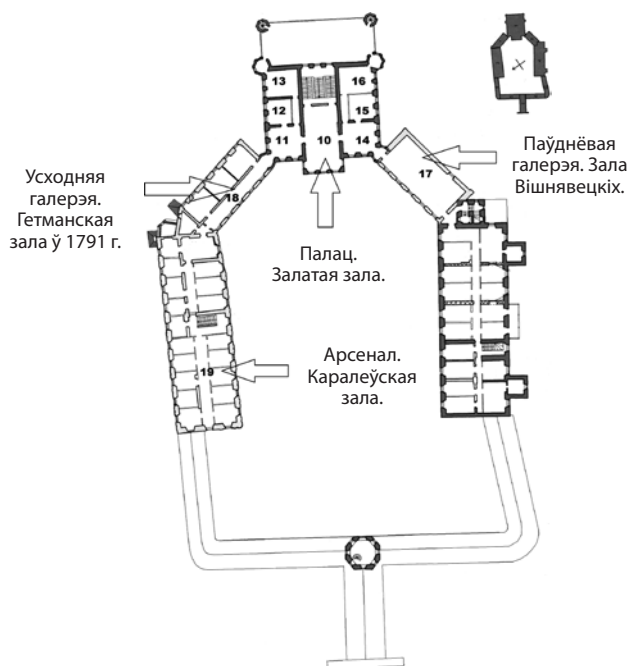 13
16
12
15
11
10
14
17
18
19
Усходняя
галерэя.
Гетманская
зала ў 1791 г.
Паўднёвая
галерэя. Зала
Вішнявецкіх.
Палац.
Залатая зала.
Арсенал.
Каралеўская
зала.